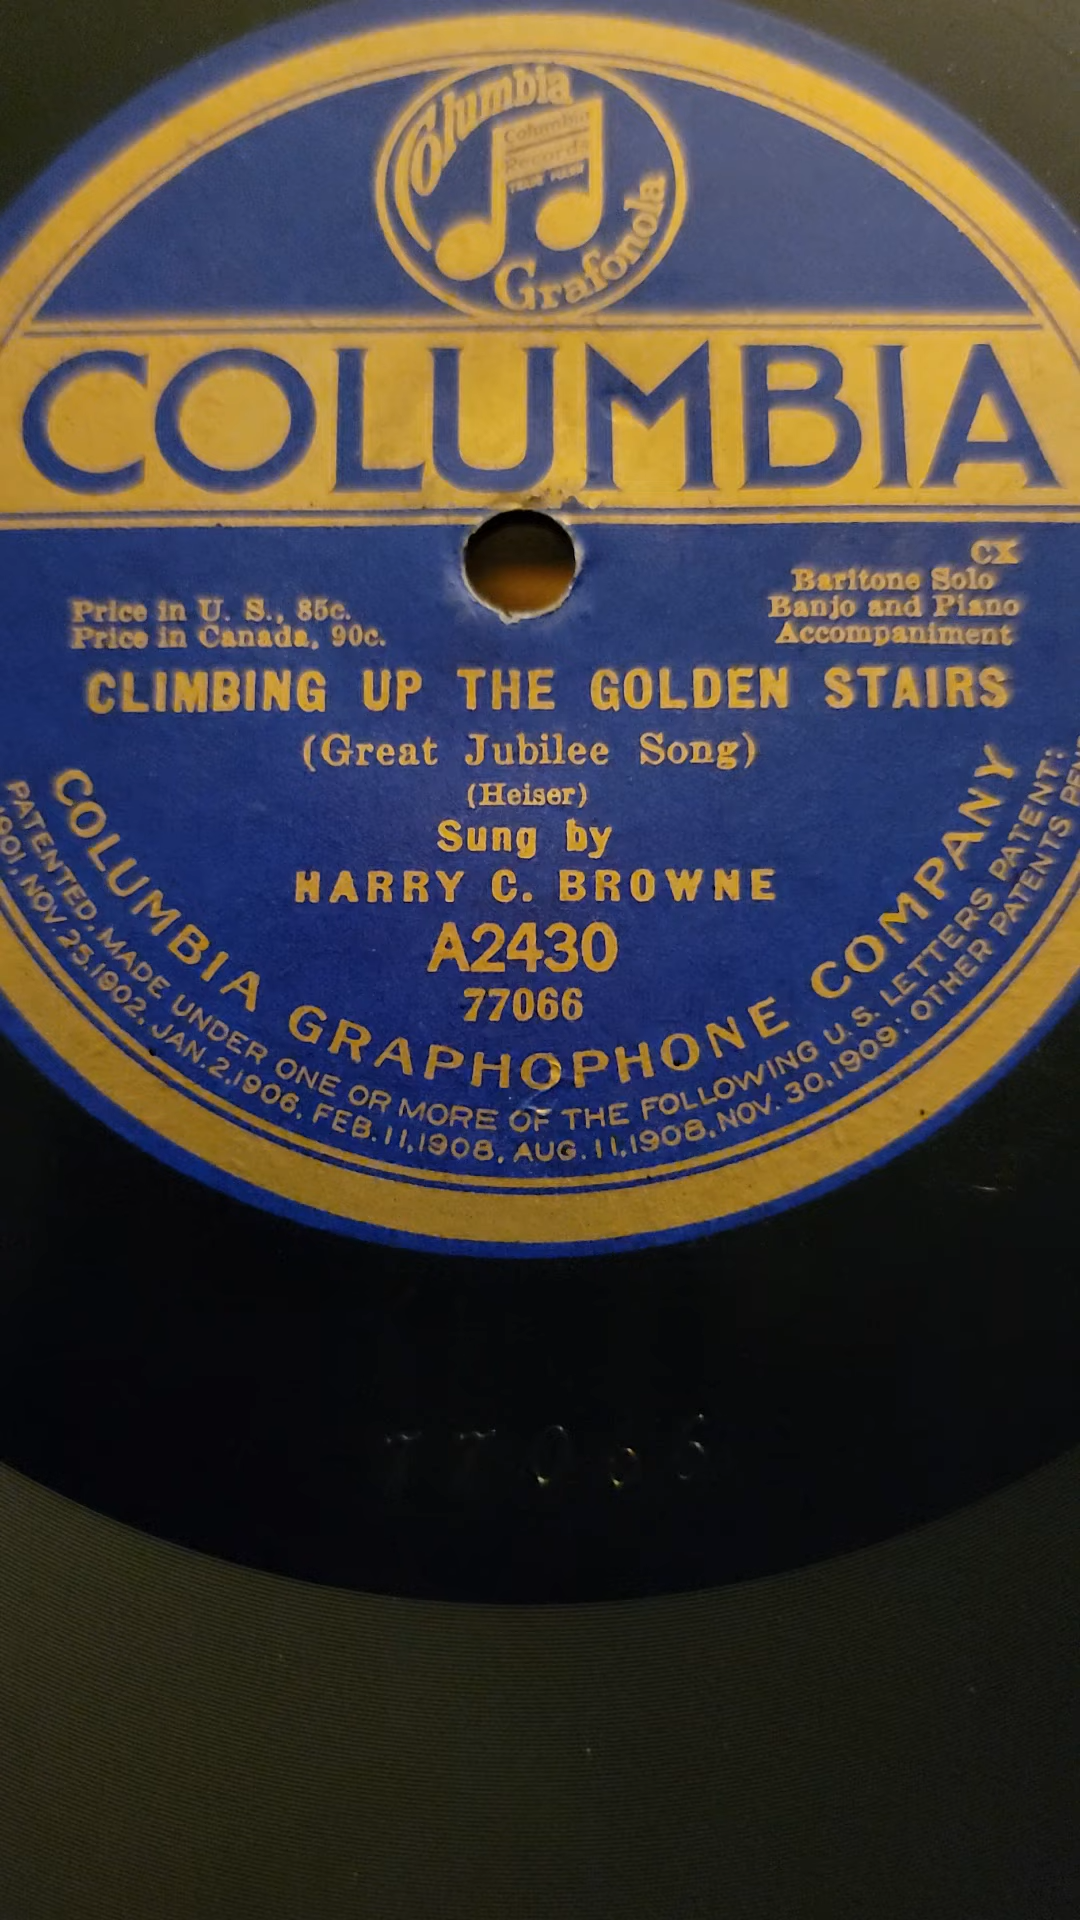 Columbia
Columbia
Records
Grafonola
COLUMBIA
CX
Baritone Solo
Banjo and Piano
Accompaniment
Price in U. S., 85c.
Price in Canada, 90c.
CLIMBING UP THE GOLDEN STAIRS
(Great Jubilee Song)
(Heiser)
Sung by
HARRY C. BROWNE
A2430
77066
COLUMBIA GRAPHOPHONE COMPANY
PATENTED. MADE UNDER ONE OR MORE OF THE FOLLOWING U.S. LETTERS PATENT:
1901, NOV. 25,1902, JAN.2,1906, FEB.11,1908, AUG.11,1908, NOV. 30,1909; OTHER PATENTS